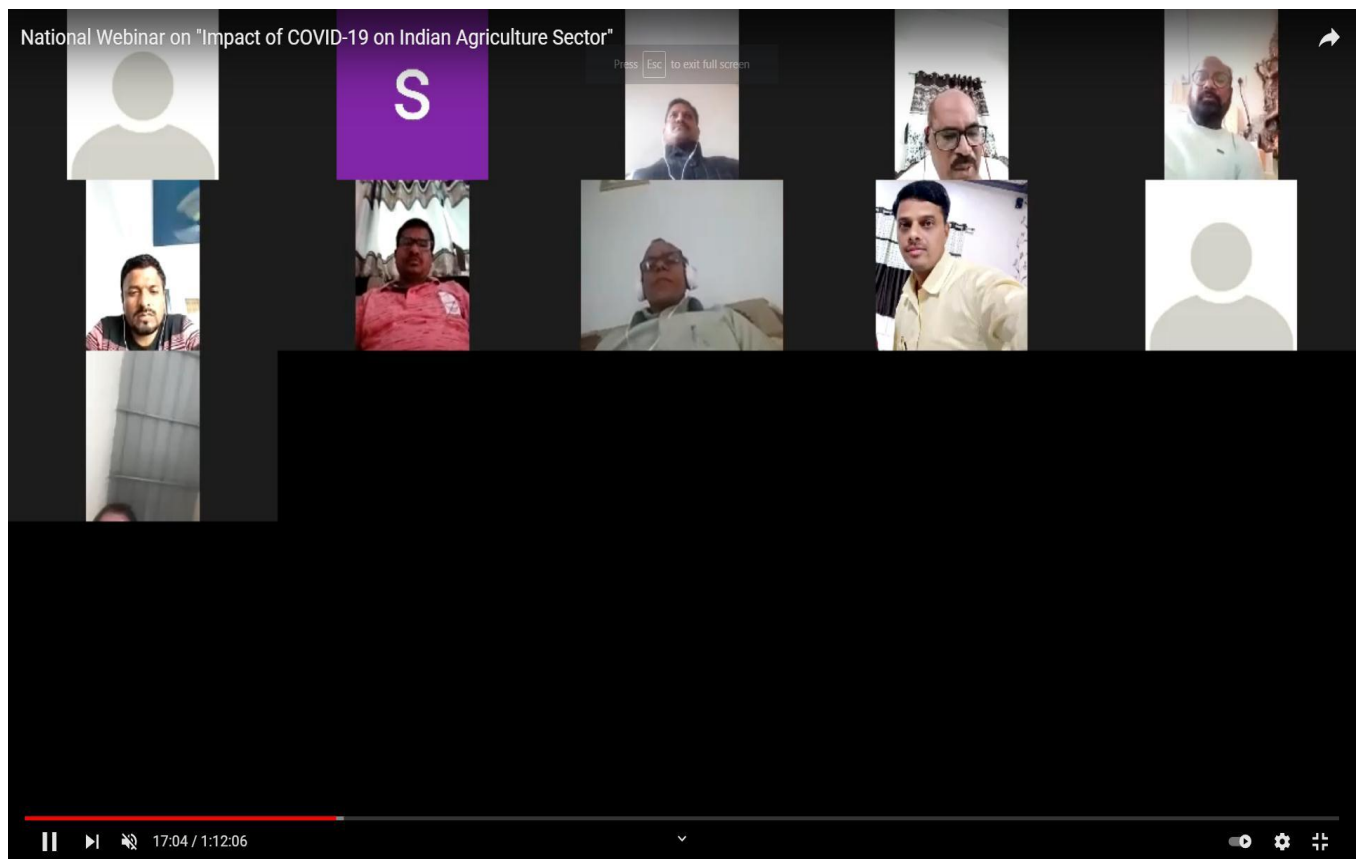 National Webinar on "Impact of COVID-19 on Indian Agriculture Sector"
Press Esc to exit full screen
S
17:04 / 1:12:06